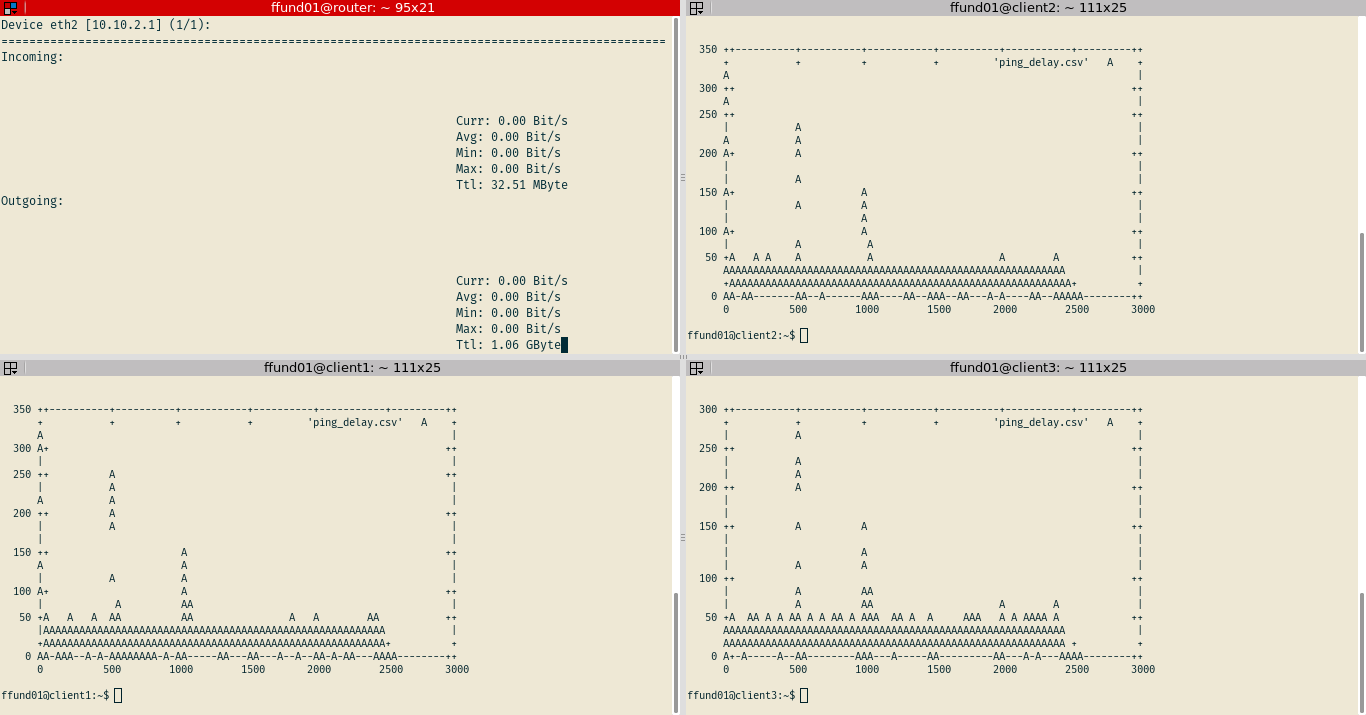 ffund01@router: ~ 95x21
Device eth2 [10.10.2.1] (1/1):
===============================================================================================
Incoming:
Curr: 0.00 Bit/s
Avg: 0.00 Bit/s
Min: 0.00 Bit/s
Max: 0.00 Bit/s
Ttl: 32.51 MByte
Outgoing:
Curr: 0.00 Bit/s
Avg: 0.00 Bit/s
Min: 0.00 Bit/s
Max: 0.00 Bit/s
Ttl: 1.06 GByte
ffund01@client2: ~ 111x25
350
'ping_delay.csv' A
300
250
200
150
100
50
0
0 500 1000 1500 2000 2500 3000
ffund01@client2:~$
ffund01@client1: ~ 111x25
350
'ping_delay.csv' A
300
250
200
150
100
50
0
0 500 1000 1500 2000 2500 3000
ffund01@client1:~$
ffund01@client3: ~ 111x25
300
'ping_delay.csv' A
250
200
150
100
50
0
0 500 1000 1500 2000 2500 3000
ffund01@client3:~$